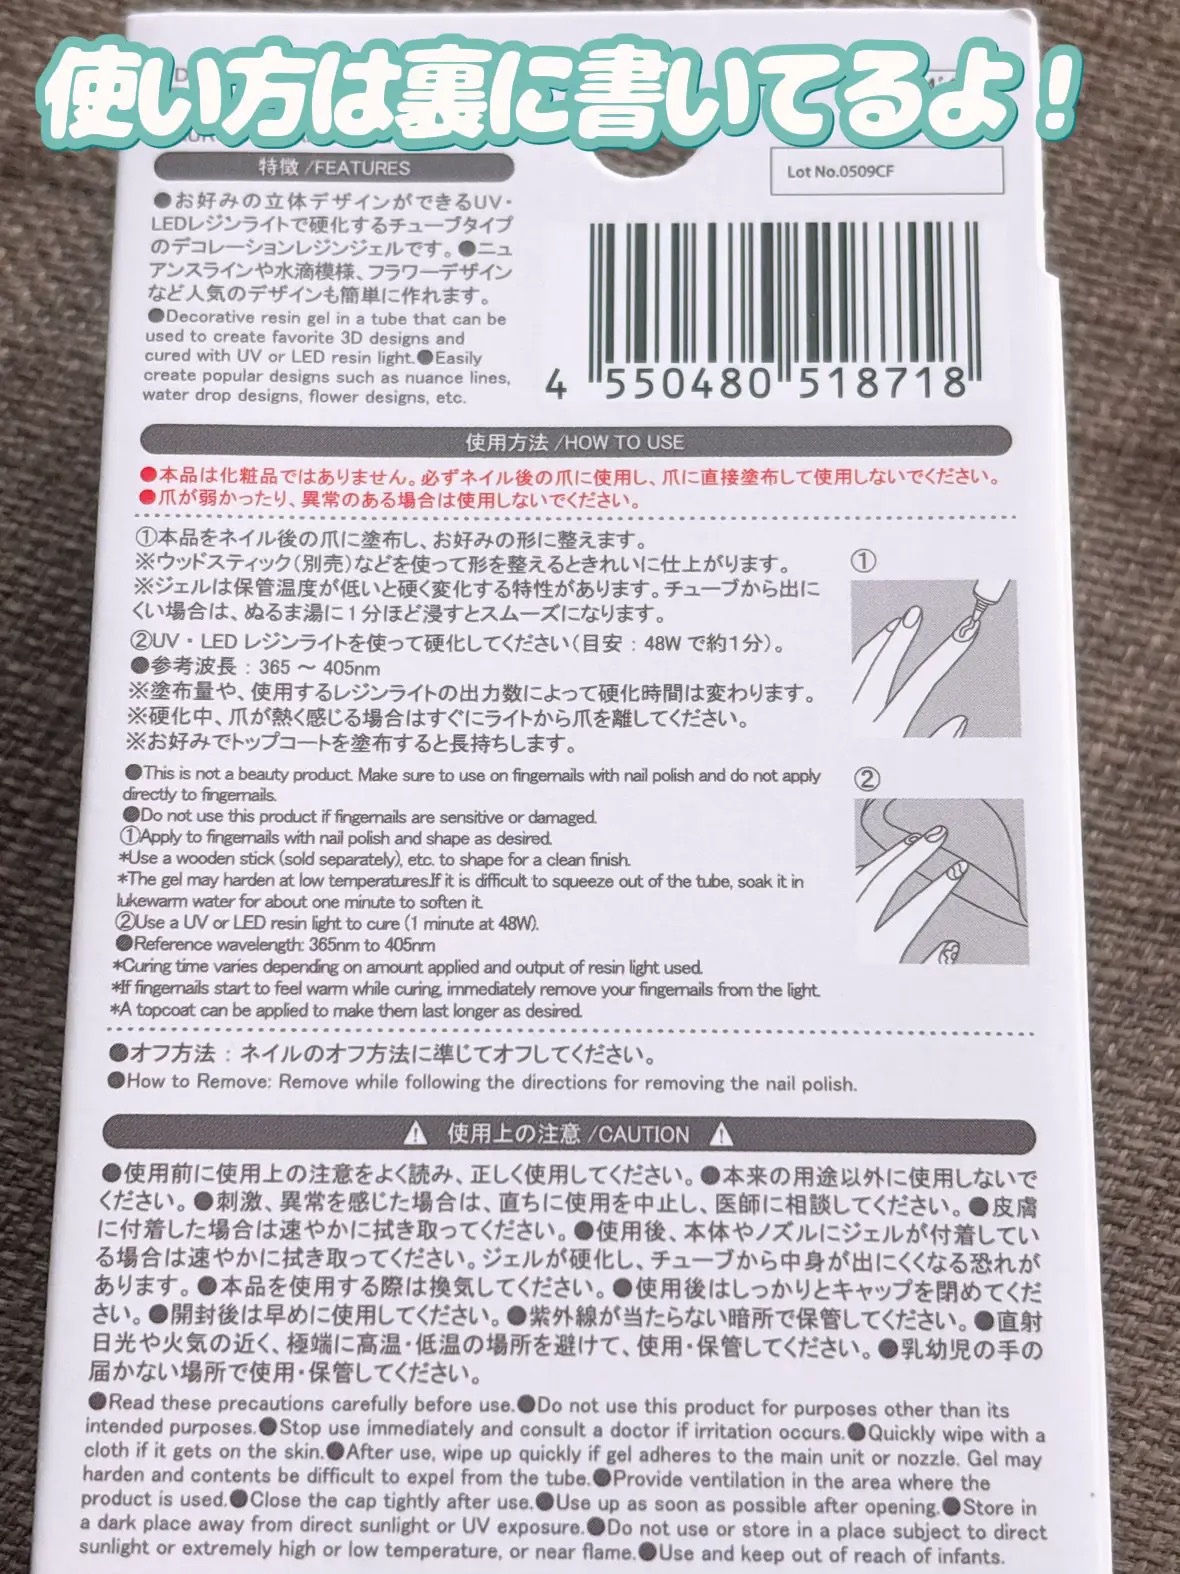 使い方は裏に書いてるよ!
特徴 /FEATURES
Lot No.0509CF
●お好みの立体デザインができるUV・
LEDレジンライトで硬化するチューブタイプ
のデコレーションレジンジェルです。●ニュ
アンスラインや水滴模様、フラワーデザイン
など人気のデザインも簡単に作れます。
●Decorative resin gel in a tube that can be
used to create favorite 3D designs and
cured with UV or LED resin light.●Easily
create popular designs such as nuance lines,
water drop designs, flower designs, etc.
4 550480 518718
使用方法 /HOW TO USE
●本品は化粧品ではありません。必ずネイル後の爪に使用し、爪に直接塗布して使用しないでください。
●爪が弱かったり、異常のある場合は使用しないでください。
①本品をネイル後の爪に塗布し、お好みの形に整えます。
※ウッドスティック(別売)などを使って形を整えるときれいに仕上がります。
※ジェルは保管温度が低いと硬く変化する特性があります。チューブから出に
くい場合は、ぬるま湯に1分ほど浸すとスムーズになります。
②UV・LED レジンライトを使って硬化してください(目安:48W で約1分)。
●参考波長:365 〜 405nm
※塗布量や、使用するレジンライトの出力数によって硬化時間は変わります。
※硬化中、爪が熱く感じる場合はすぐにライトから爪を離してください。
※お好みでトップコートを塗布すると長持ちします。
①
②
●This is not a beauty product. Make sure to use on fingernails with nail polish and do not apply
directly to fingernails.
●Do not use this product if fingernails are sensitive or damaged.
①Apply to fingernails with nail polish and shape as desired.
*Use a wooden stick (sold separately), etc. to shape for a clean finish.
*The gel may harden at low temperatures.If it is difficult to squeeze out of the tube, soak it in
lukewarm water for about one minute to soften it.
②Use a UV or LED resin light to cure (1 minute at 48W).
●Reference wavelength: 365nm to 405nm
*Curing time varies depending on amount applied and output of resin light used.
*If fingernails start to feel warm while curing, immediately remove your fingernails from the light.
*A topcoat can be applied to make them last longer as desired.
●オフ方法:ネイルのオフ方法に準じてオフしてください。
●How to Remove: Remove while following the directions for removing the nail polish.
使用上の注意 /CAUTION
●使用前に使用上の注意をよく読み、正しく使用してください。●本来の用途以外に使用しないで
ください。●刺激、異常を感じた場合は、直ちに使用を中止し、医師に相談してください。●皮膚
に付着した場合は速やかに拭き取ってください。●使用後、本体やノズルにジェルが付着してい
る場合は速やかに拭き取ってください。ジェルが硬化し、チューブから中身が出にくくなる恐れが
あります。●本品を使用する際は換気してください。●使用後はしっかりとキャップを閉めてくだ
さい。●開封後は早めに使用してください。●紫外線が当たらない暗所で保管してください。●直射
日光や火気の近く、極端に高温・低温の場所を避けて、使用・保管してください。●乳幼児の手の
届かない場所で使用・保管してください。
●Read these precautions carefully before use.●Do not use this product for purposes other than its
intended purposes.●Stop use immediately and consult a doctor if irritation occurs.●Quickly wipe with a
cloth if it gets on the skin.●After use, wipe up quickly if gel adheres to the main unit or nozzle. Gel may
harden and contents be difficult to expel from the tube.●Provide ventilation in the area where the
product is used.●Close the cap tightly after use.●Use up as soon as possible after opening.●Store in
a dark place away from direct sunlight or UV exposure.●Do not use or store in a place subject to direct
sunlight or extremely high or low temperature, or near flame.●Use and keep out of reach of infants.